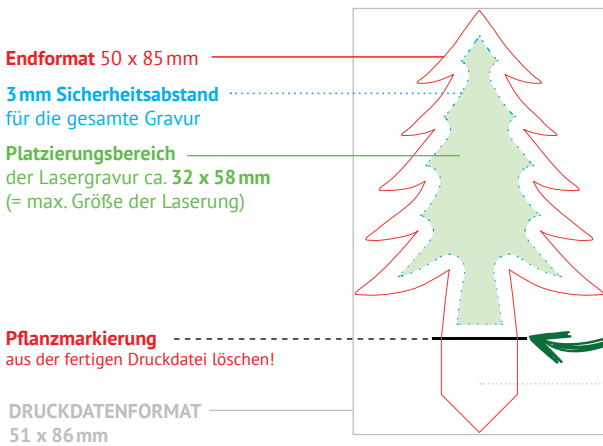 Endformat 50 x 85 mm
3 mm Sicherheitsabstand
für die gesamte Gravur
Platzierungsbereich
der Lasergravur ca. 32 x 58 mm
(= max. Größe der Laserung)
Pflanzmarkierung
aus der fertigen Druckdatei löschen!
DRUCKDATENFORMAT
51 x 86 mm